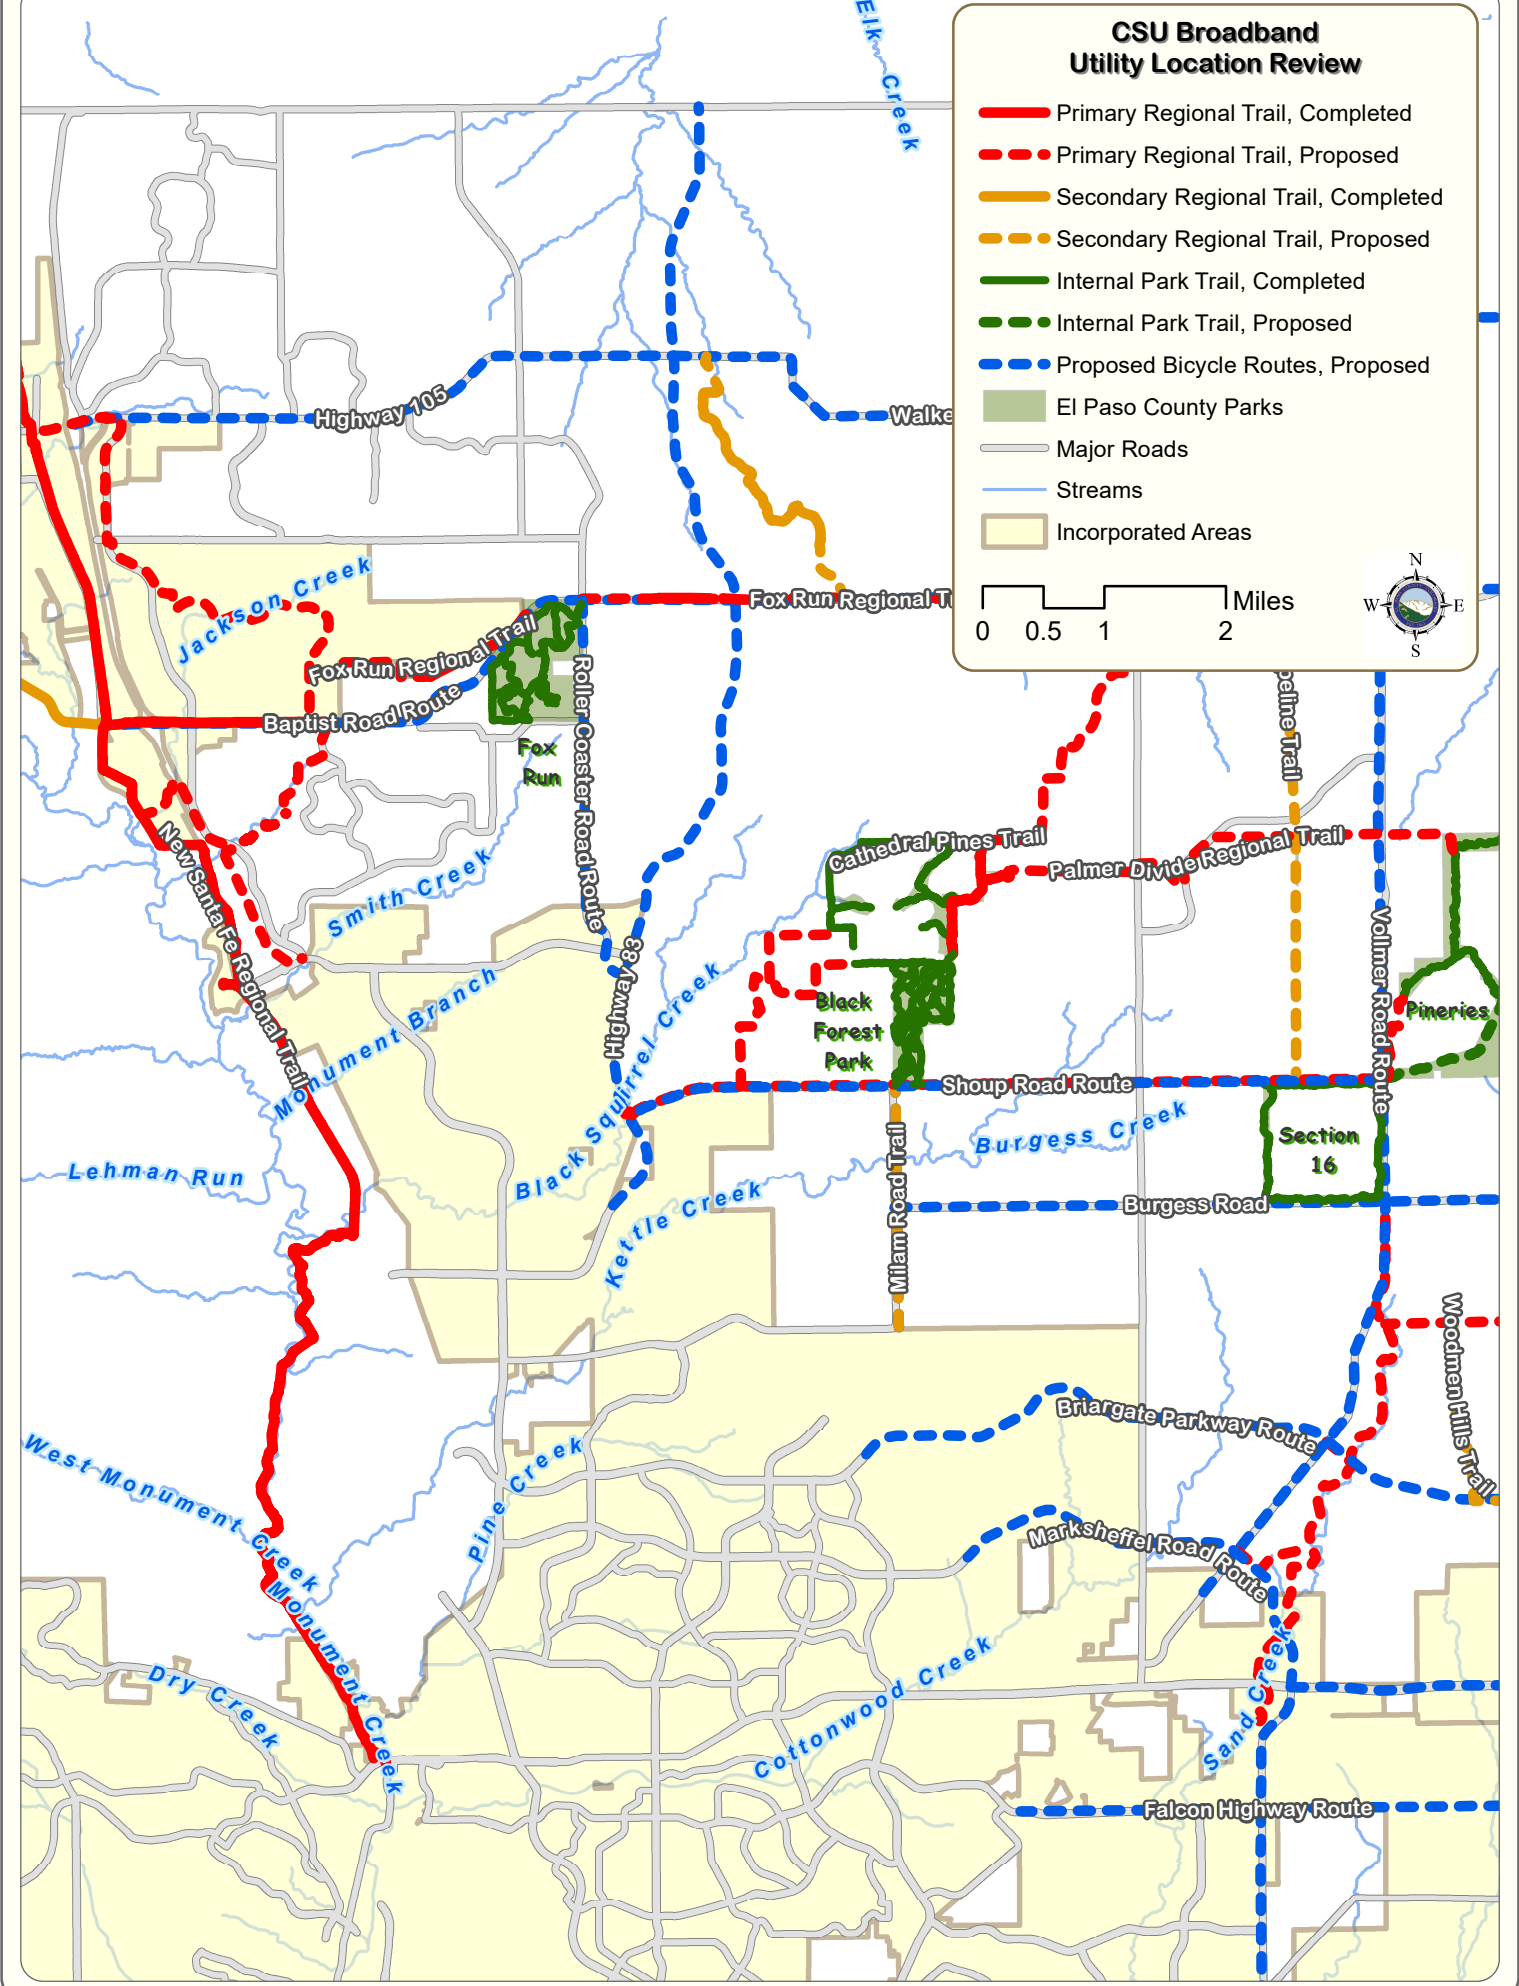 CSU Broadband
Utility Location Review
Primary Regional Trail, Completed
Primary Regional Trail, Proposed
Secondary Regional Trail, Completed
Secondary Regional Trail, Proposed
Internal Park Trail, Completed
Internal Park Trail, Proposed
Proposed Bicycle Routes, Proposed
El Paso County Parks
Major Roads
Streams
Incorporated Areas
0 0.5 1 2
Miles
N
W E
S
Elk Creek
Highway 105
Walke
Jackson Creek
Fox Run Regional T
Fox Run Regional Trail
Baptist Road Route
Roller Coaster Road Route
Fox
Run
peline Trail
New Santa Fe Regional Trail
Smith Creek
Cathedral Pines Trail
Palmer Divide Regional Trail
Vollmer Road Route
Highway 83
Monument Branch
Black Squirrel Creek
Black
Forest
Park
Pineries
Shoup Road Route
Burgess Creek
Section
16
Lehman Run
Kettle Creek
Milam Road Trail
Burgess Road
Woodmen Hills Trail
Briargate Parkway Route
West Monument Creek
Pine Creek
Marksheffel Road Route
Monument Creek
Dry Creek
Cottonwood Creek
Sand Creek
Falcon Highway Route